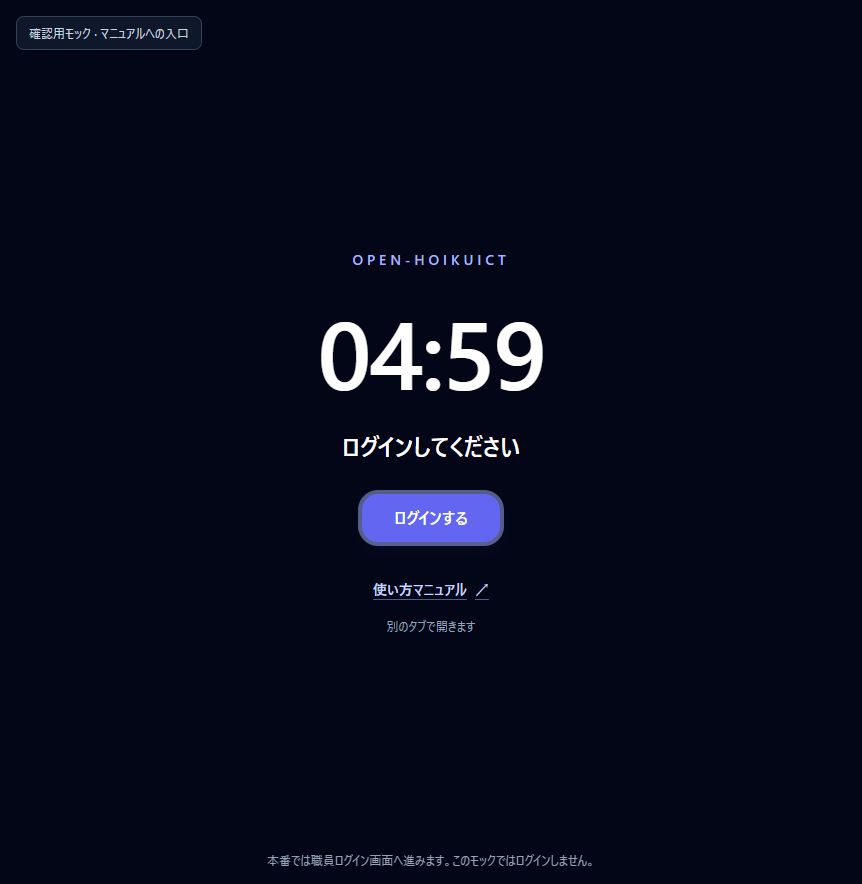 確認用モック・マニュアルへの入口
OPEN-HOIKUICT
04:59
ログインしてください
ログインする
使い方マニュアル ↗
別のタブで開きます
本番では職員ログイン画面へ進みます。このモックではログインしません。